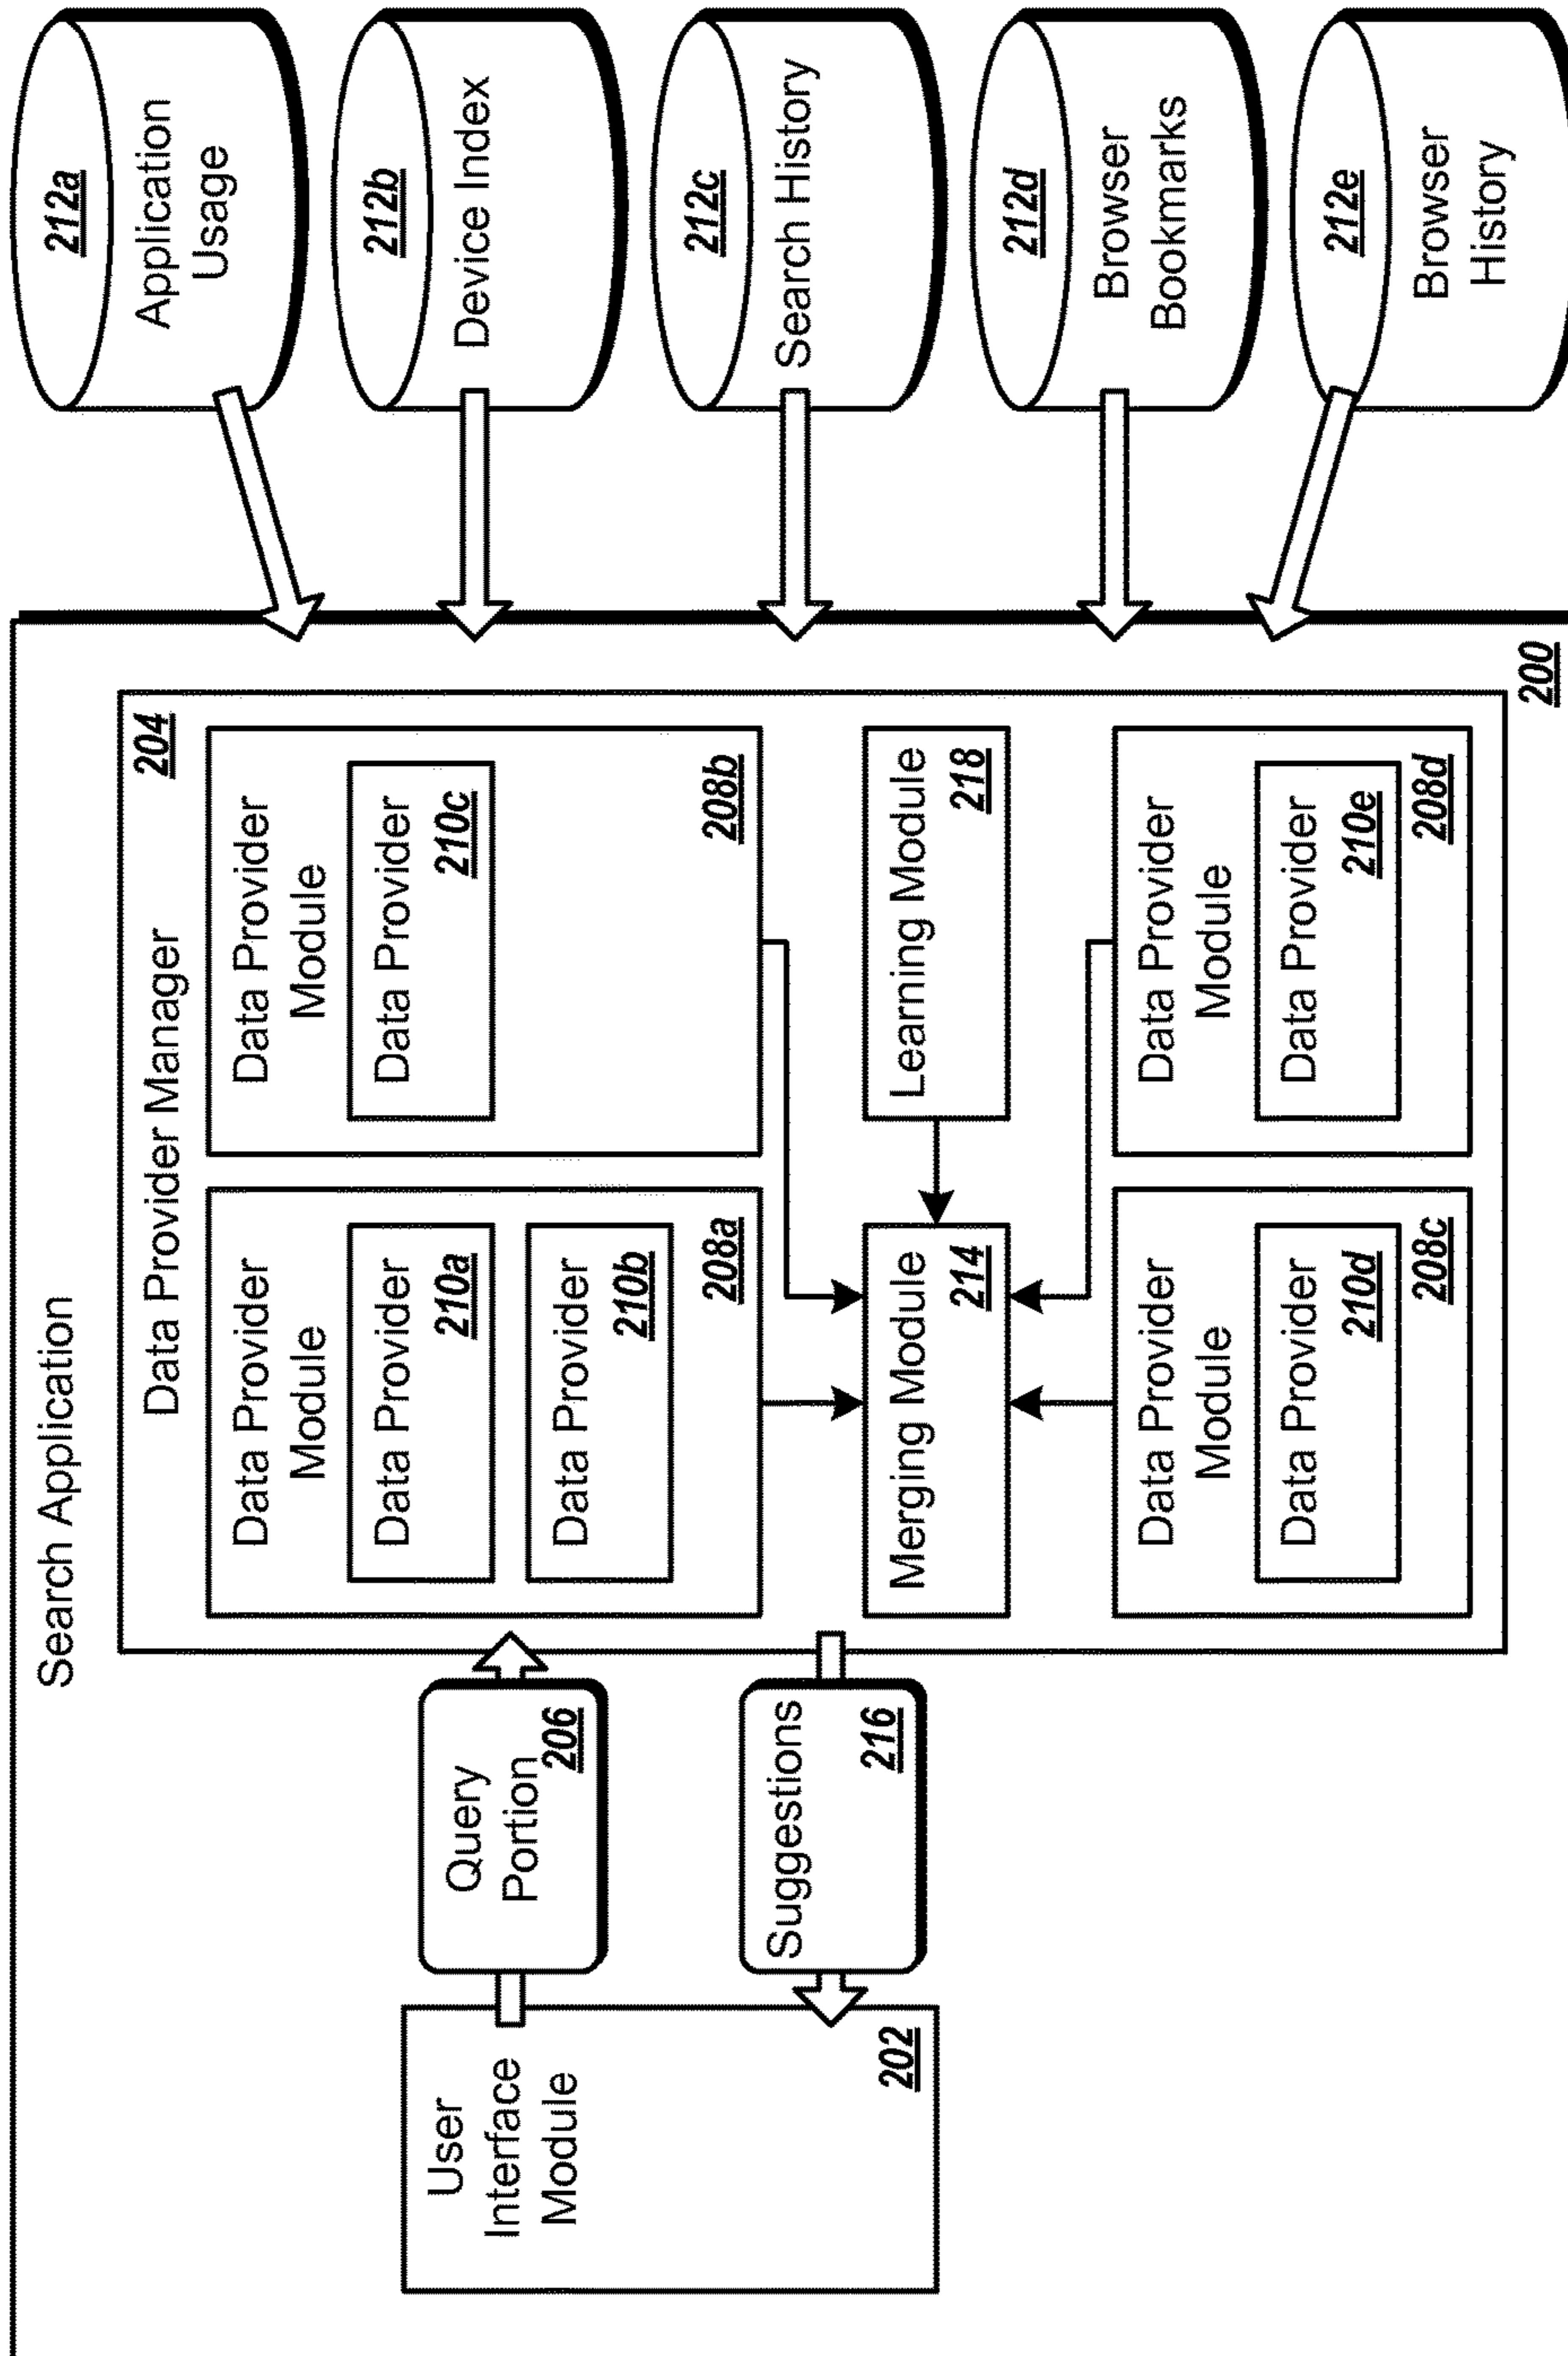 Search Application
200
User
Interface
Module
202
Query
Portion
206
Suggestions
216
Data Provider Manager
204
Data Provider
Module
Data Provider
210a
Data Provider
210b
208a
Data Provider
Module
Data Provider
210c
208b
Merging Module
214
Learning Module
218
Data Provider
Module
Data Provider
210d
208c
Data Provider
Module
Data Provider
210e
208d
212a
Application
Usage
212b
Device Index
212c
Search History
212d
Browser
Bookmarks
212e
Browser
History